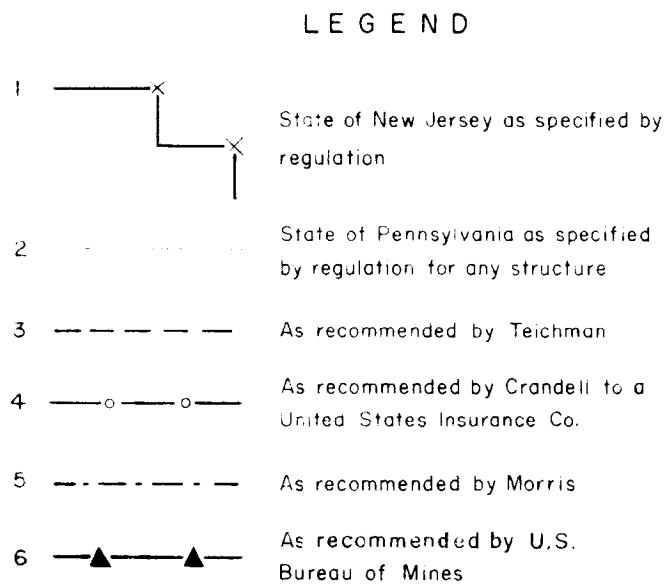 LEGEND
1
State of New Jersey as specified by
regulation
2
State of Pennsylvania as specified
by regulation for any structure
3
As recommended by Teichman
4
As recommended by Crandell to a
United States Insurance Co.
5
As recommended by Morris
6
As recommended by U.S.
Bureau of Mines